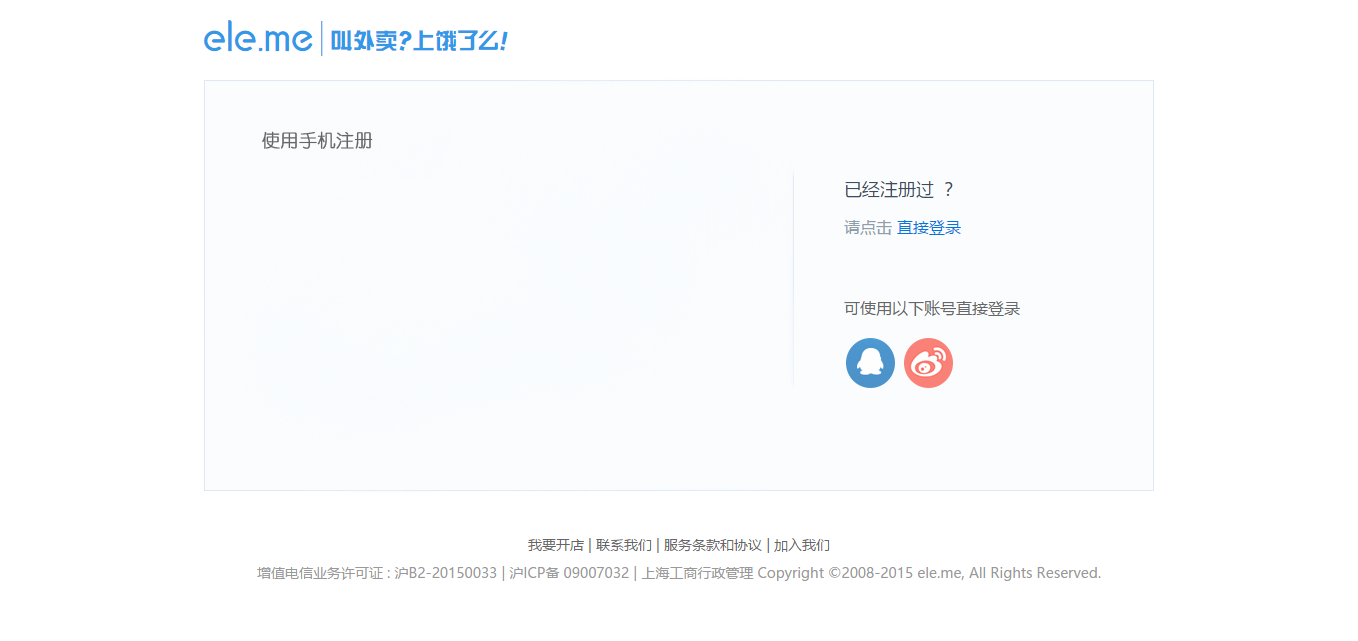 ele.me 叫外卖?上饿了么!
使用手机注册
已经注册过 ？
请点击 直接登录
可使用以下账号直接登录
我要开店 | 联系我们 | 服务条款和协议 | 加入我们
增值电信业务许可证 : 沪B2-20150033 | 沪ICP备 09007032 | 上海工商行政管理 Copyright ©2008-2015 ele.me, All Rights Reserved.